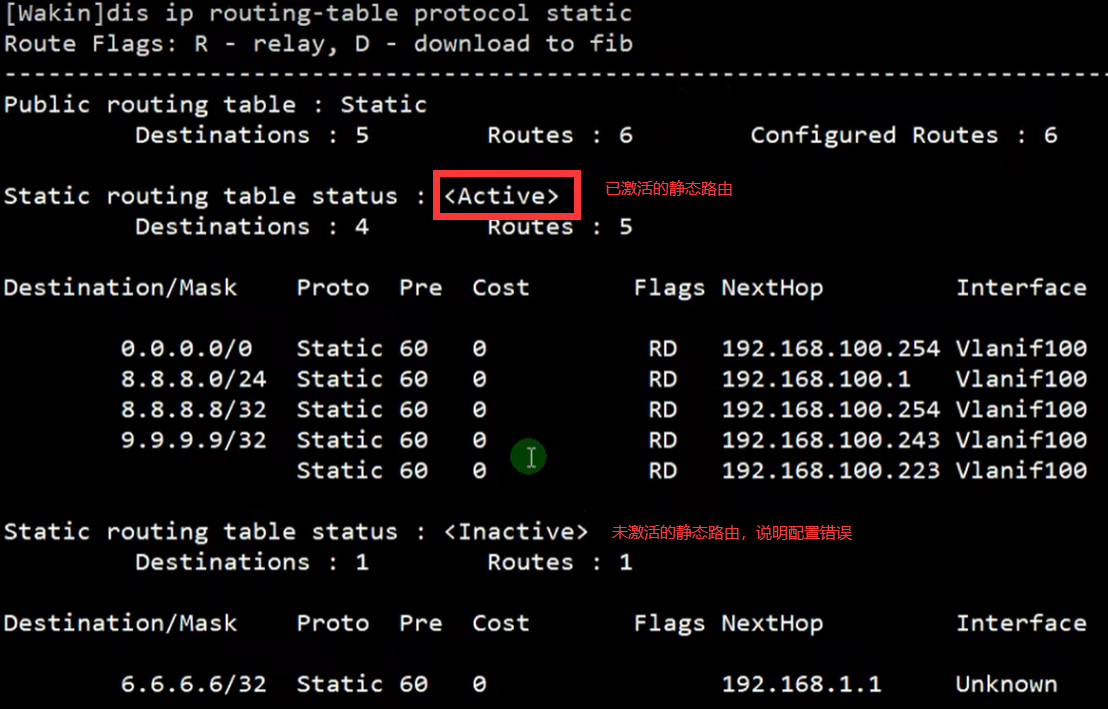 [Wakin]dis ip routing-table protocol static
Route Flags: R - relay, D - download to fib
------------------------------------------------------------------------------
Public routing table : Static
Destinations : 5 Routes : 6 Configured Routes : 6
Static routing table status : <Active> 已激活的静态路由
Destinations : 4 Routes : 5
Destination/Mask Proto Pre Cost Flags NextHop Interface
0.0.0.0/0 Static 60 0 RD 192.168.100.254 Vlanif100
8.8.8.0/24 Static 60 0 RD 192.168.100.1 Vlanif100
8.8.8.8/32 Static 60 0 RD 192.168.100.254 Vlanif100
9.9.9.9/32 Static 60 0 RD 192.168.100.243 Vlanif100
Static 60 0 RD 192.168.100.223 Vlanif100
Static routing table status : <Inactive> 未激活的静态路由，说明配置错误
Destinations : 1 Routes : 1
Destination/Mask Proto Pre Cost Flags NextHop Interface
6.6.6.6/32 Static 60 0 192.168.1.1 Unknown